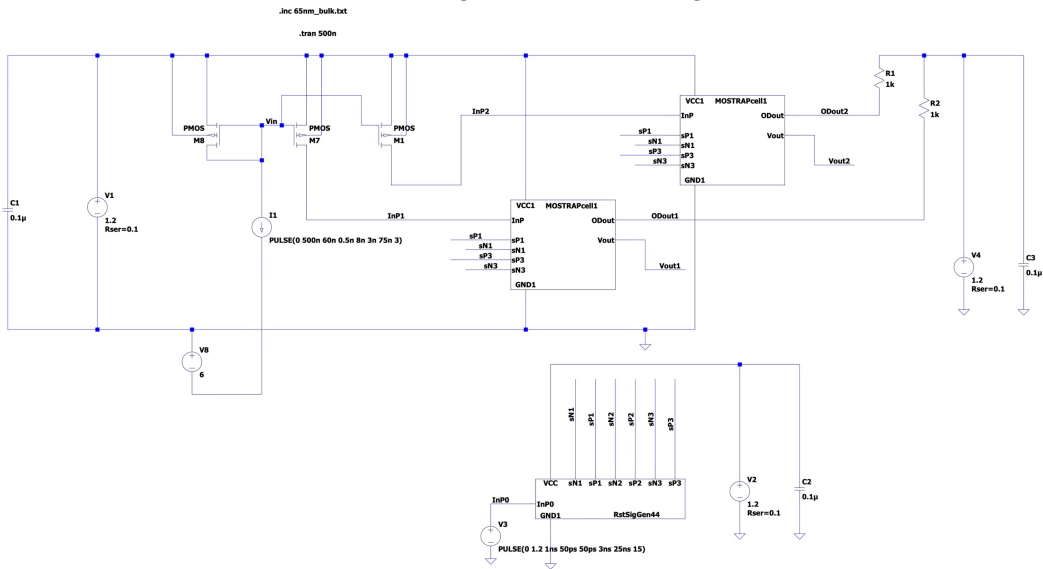 .inc 65nm_bulk.txt
.tran 500n
C1
0.1µ
V1
1.2
Rser=0.1
PMOS
M8
Vin
PMOS
M7
PMOS
M1
I1
PULSE(0 500n 60n 0.5n 8n 3n 75n 3)
V8
6
InP2
InP1
VCC1 MOSTRAPcell1
InP ODout
sP1 Vout
sN1
sP3
sN3
GND1
sP1
sN1
sP3
sN3
ODout2
Vout2
VCC1 MOSTRAPcell1
InP ODout
sP1 Vout
sN1
sP3
sN3
GND1
sP1
sN1
sP3
sN3
ODout1
Vout1
R1
1k
R2
1k
V4
1.2
Rser=0.1
C3
0.1µ
sN1 sP1 sN2 sP2 sN3 sP3
VCC sN1 sP1 sN2 sP2 sN3 sP3
InP0
GND1 RstSigGen44
InP0
V3
PULSE(0 1.2 1ns 50ps 50ps 3ns 25ns 15)
V2
1.2
Rser=0.1
C2
0.1µ